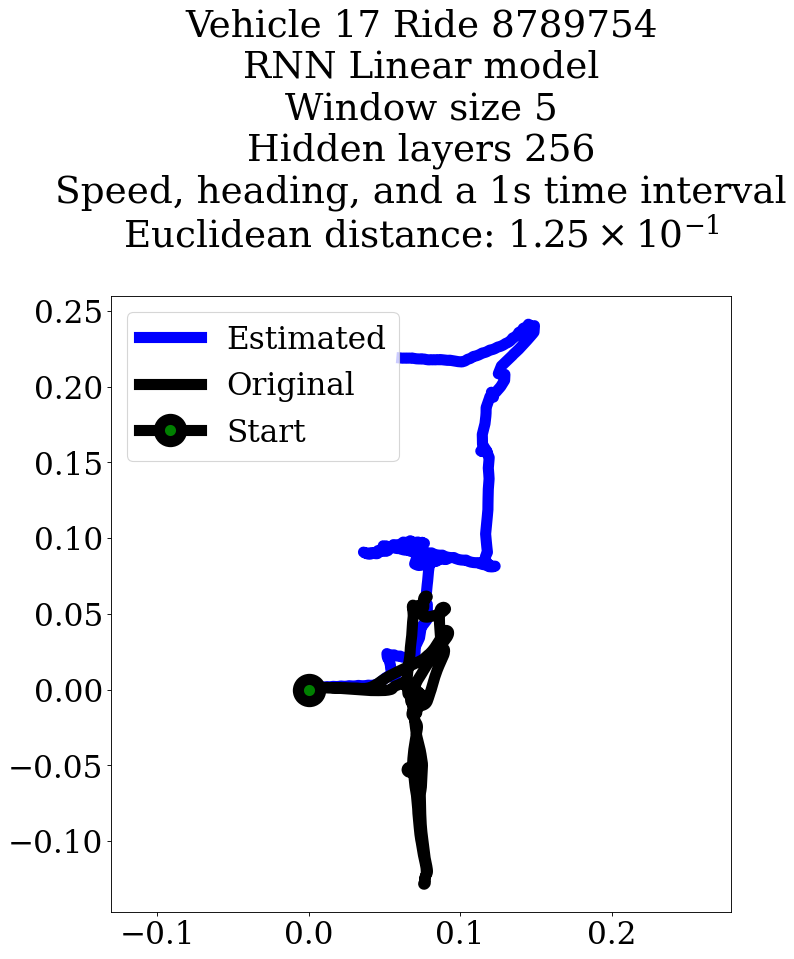 Vehicle 17 Ride 8789754
RNN Linear model
Window size 5
Hidden layers 256
Speed, heading, and a 1s time interval
Euclidean distance: 1.25 × 10⁻¹
Estimated
Original
Start
0.25
0.20
0.15
0.10
0.05
0.00
−0.05
−0.10
−0.1 0.0 0.1 0.2